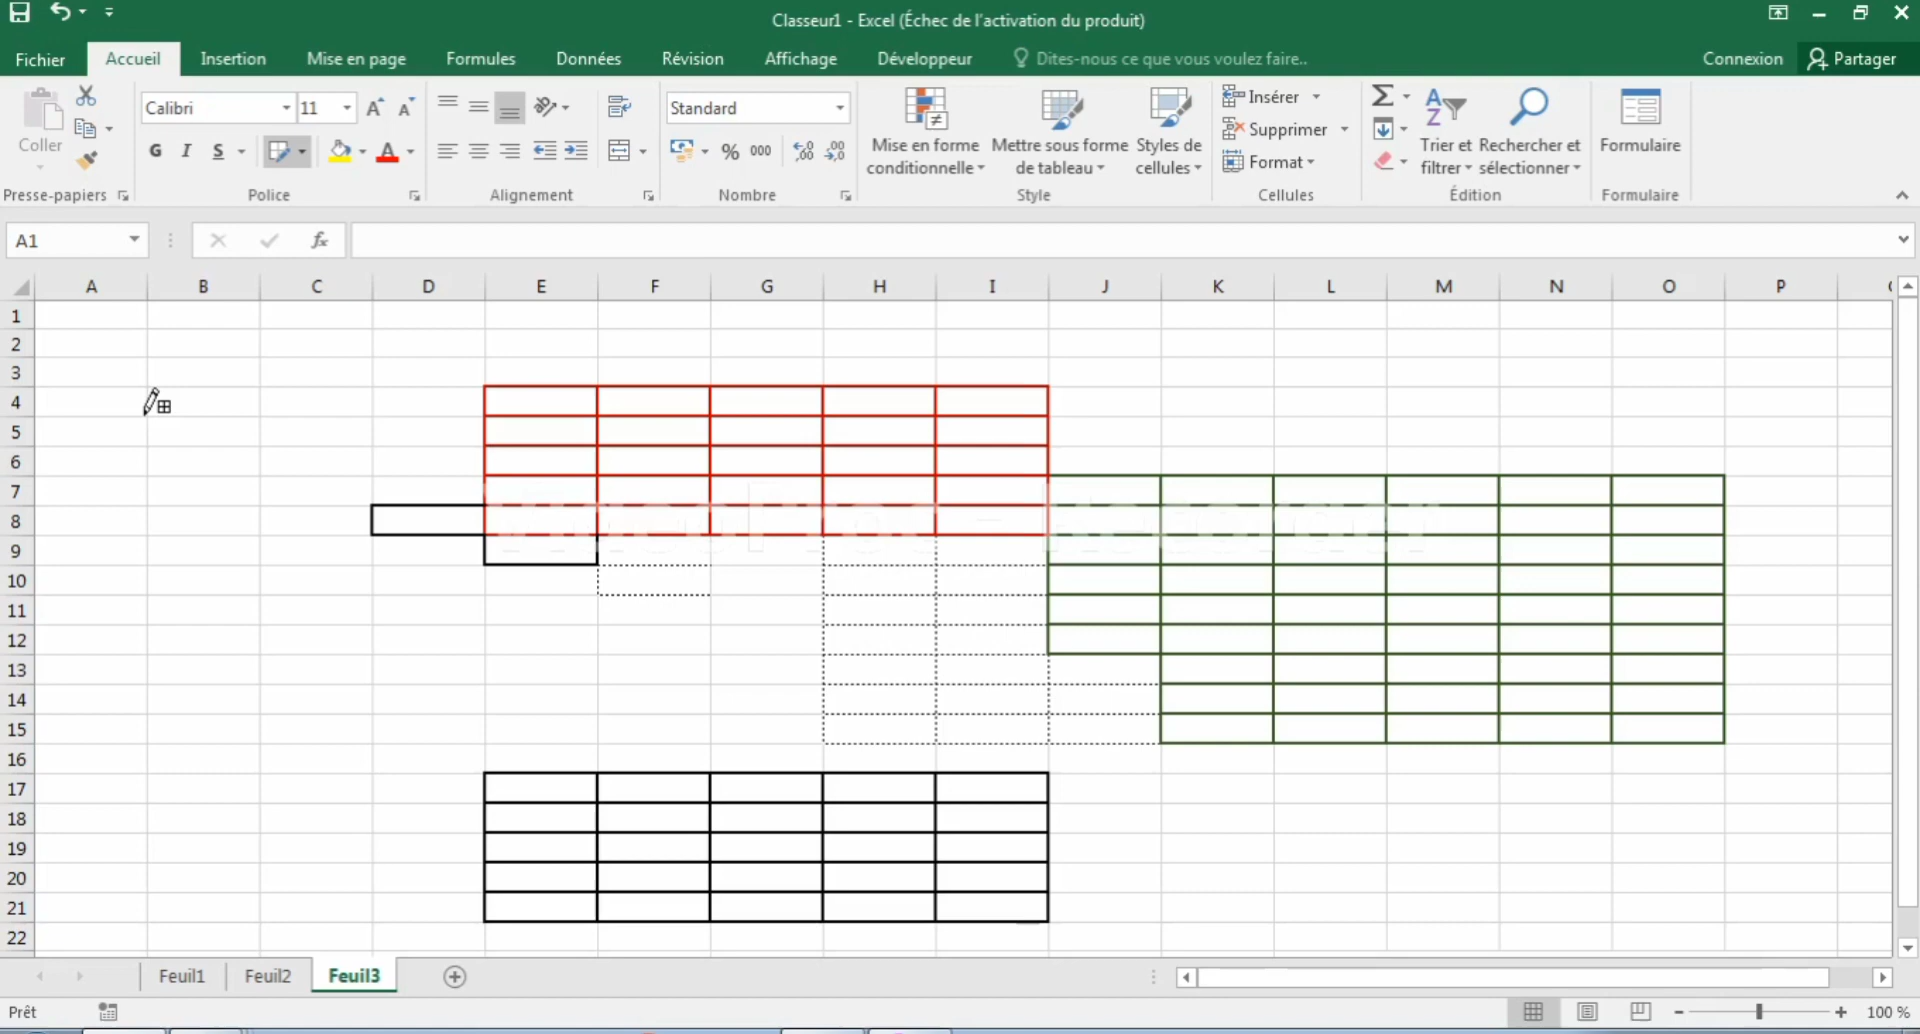 Classeur1 - Excel (Échec de l'activation du produit)
Fichier Accueil Insertion Mise en page Formules Données Révision Affichage Développeur Dites-nous ce que vous voulez faire.. Connexion Partager
Coller
Calibri 11
G I S
Standard
% 000
Mise en forme conditionnelle
Mettre sous forme de tableau
Styles de cellules
Insérer
Supprimer
Format
Trier et filtrer
Rechercher et sélectionner
Formulaire
Presse-papiers Police Alignement Nombre Style Cellules Édition Formulaire
A1 fx
A B C D E F G H I J K L M N O P
1
2
3
4
5
6
7
8
9
10
11
12
13
14
15
16
17
18
19
20
21
22
Feuil1 Feuil2 Feuil3
Prêt 100 %